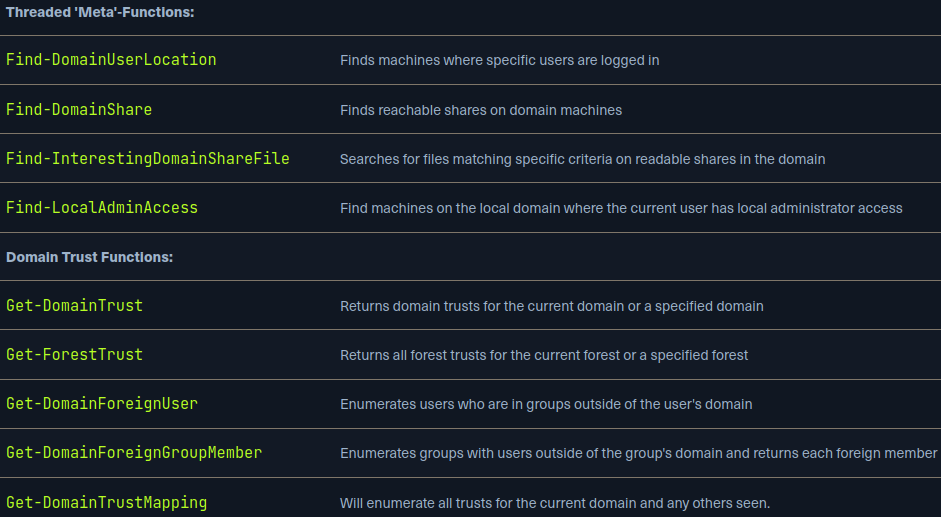 Threaded 'Meta'-Functions:
Find-DomainUserLocation Finds machines where specific users are logged in
Find-DomainShare Finds reachable shares on domain machines
Find-InterestingDomainShareFile Searches for files matching specific criteria on readable shares in the domain
Find-LocalAdminAccess Find machines on the local domain where the current user has local administrator access
Domain Trust Functions:
Get-DomainTrust Returns domain trusts for the current domain or a specified domain
Get-ForestTrust Returns all forest trusts for the current forest or a specified forest
Get-DomainForeignUser Enumerates users who are in groups outside of the user's domain
Get-DomainForeignGroupMember Enumerates groups with users outside of the group's domain and returns each foreign member
Get-DomainTrustMapping Will enumerate all trusts for the current domain and any others seen.